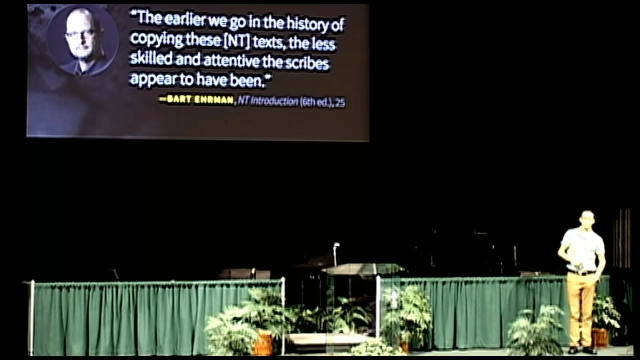 "The earlier we go in the history of
copying these [NT] texts, the less
skilled and attentive the scribes
appear to have been."
—BART EHRMAN, NT Introduction (6th ed.), 25